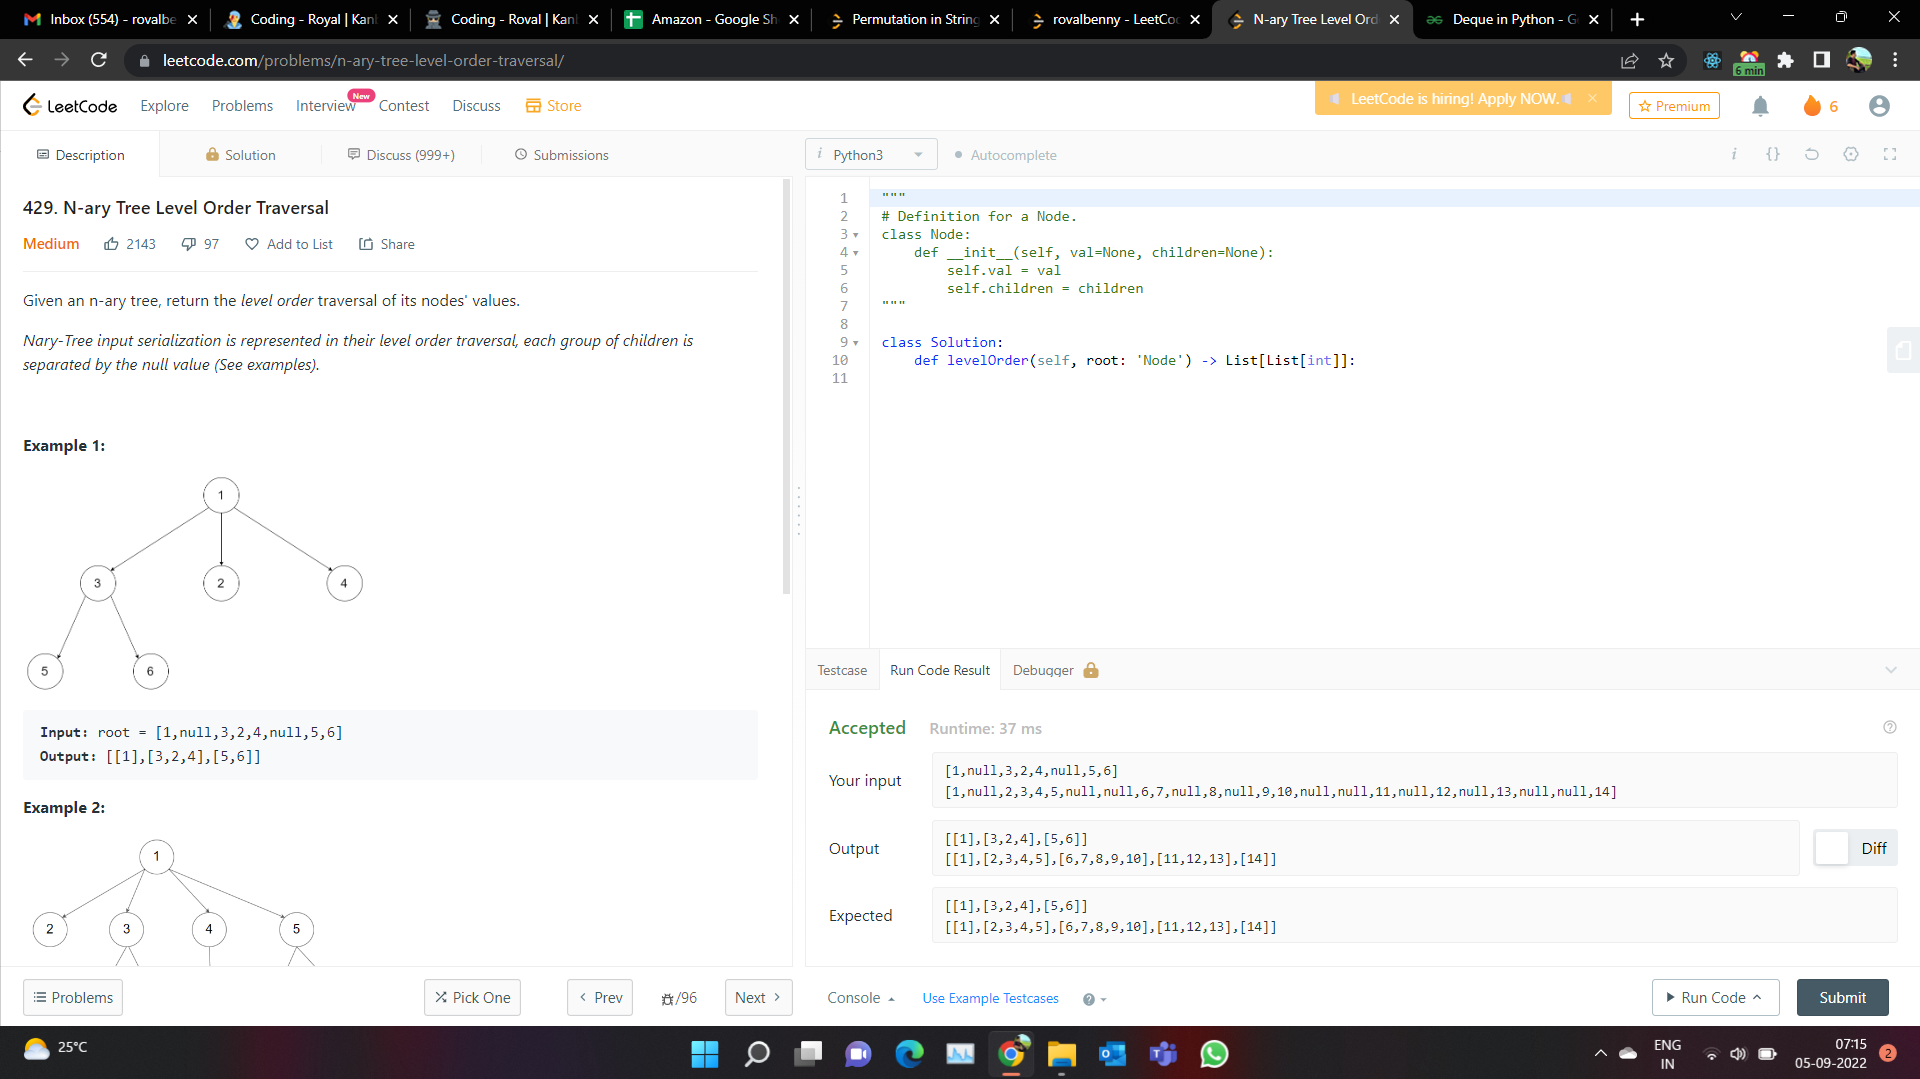 Inbox (554) - rovalbe
Coding - Royal | Kanl
Coding - Roval | Kanl
Amazon - Google Sh
Permutation in String
rovalbenny - LeetCo
N-ary Tree Level Ord
Deque in Python - G
leetcode.com/problems/n-ary-tree-level-order-traversal/
6 min
LeetCode
Explore
Problems
Interview
New
Contest
Discuss
Store
LeetCode is hiring! Apply NOW.
Premium
6
Description
Solution
Discuss (999+)
Submissions
i Python3
Autocomplete
i {}
429. N-ary Tree Level Order Traversal
Medium
2143
97
Add to List
Share
Given an n-ary tree, return the level order traversal of its nodes' values.
Nary-Tree input serialization is represented in their level order traversal, each group of children is
separated by the null value (See examples).
Example 1:
1
3
2
4
5
6
Input: root = [1,null,3,2,4,null,5,6]
Output: [[1],[3,2,4],[5,6]]
Example 2:
1
2
3
4
5
1 """
2 # Definition for a Node.
3 class Node:
4 def __init__(self, val=None, children=None):
5 self.val = val
6 self.children = children
7 """
8
9 class Solution:
10 def levelOrder(self, root: 'Node') -> List[List[int]]:
11
Testcase
Run Code Result
Debugger
Accepted
Runtime: 37 ms
Your input
[1,null,3,2,4,null,5,6]
[1,null,2,3,4,5,null,null,6,7,null,8,null,9,10,null,null,11,null,12,null,13,null,null,14]
Output
[[1],[3,2,4],[5,6]]
[[1],[2,3,4,5],[6,7,8,9,10],[11,12,13],[14]]
Diff
Expected
[[1],[3,2,4],[5,6]]
[[1],[2,3,4,5],[6,7,8,9,10],[11,12,13],[14]]
Problems
Pick One
Prev
/96
Next
Console
Use Example Testcases
Run Code
Submit
25°C
ENG
IN
07:15
05-09-2022
2